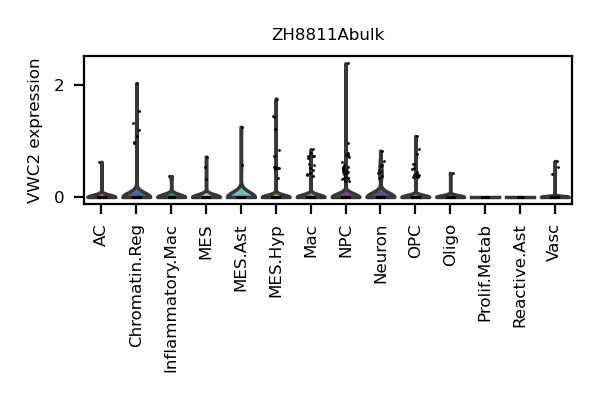 ZH8811Abulk
VWC2 expression
2
0
AC
Chromatin.Reg
Inflammatory.Mac
MES
MES.Ast
MES.Hyp
Mac
NPC
Neuron
OPC
Oligo
Prolif.Metab
Reactive.Ast
Vasc